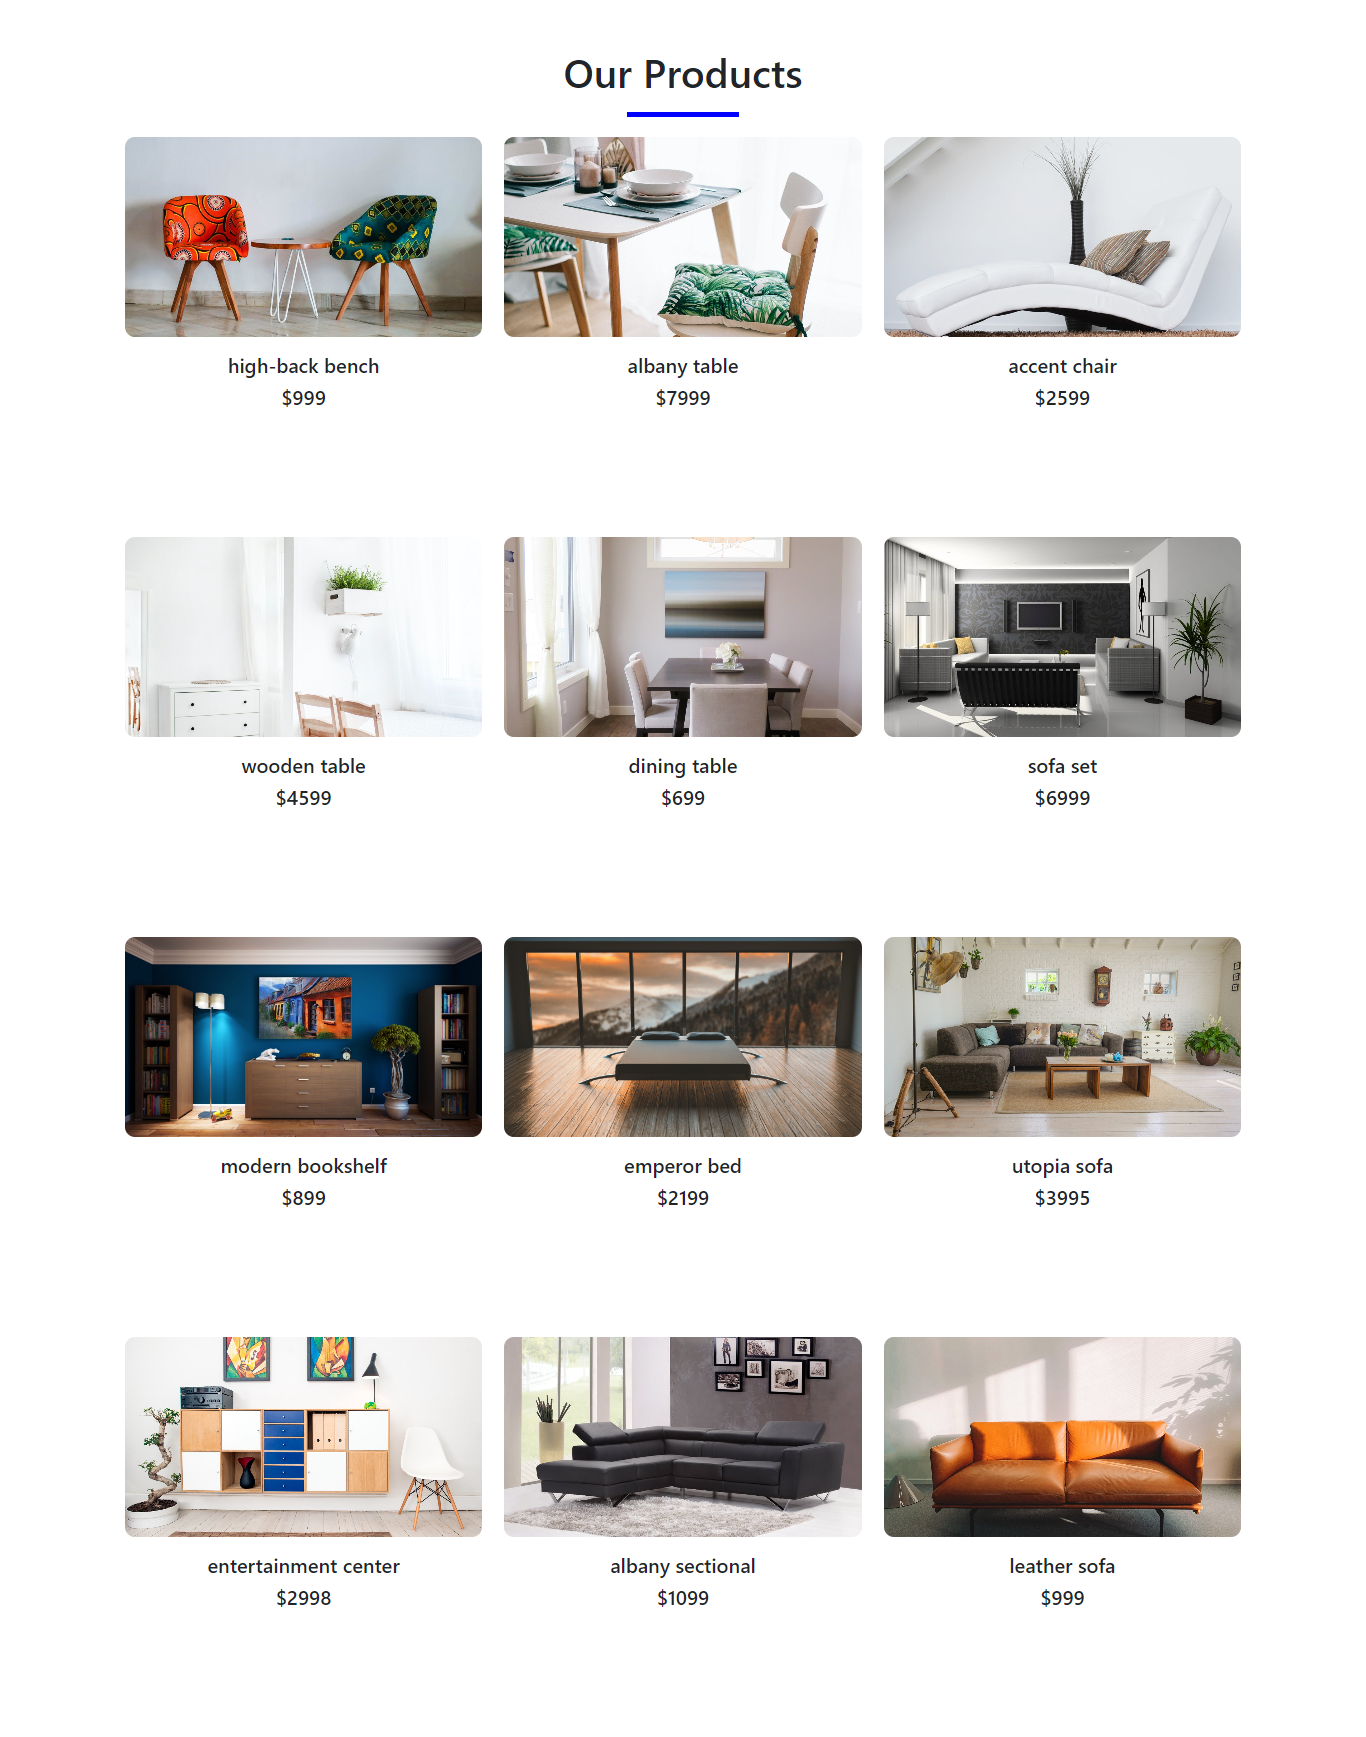 Our Products
high-back bench
$999
albany table
$7999
accent chair
$2599
wooden table
$4599
dining table
$699
sofa set
$6999
modern bookshelf
$899
emperor bed
$2199
utopia sofa
$3995
entertainment center
$2998
albany sectional
$1099
leather sofa
$999